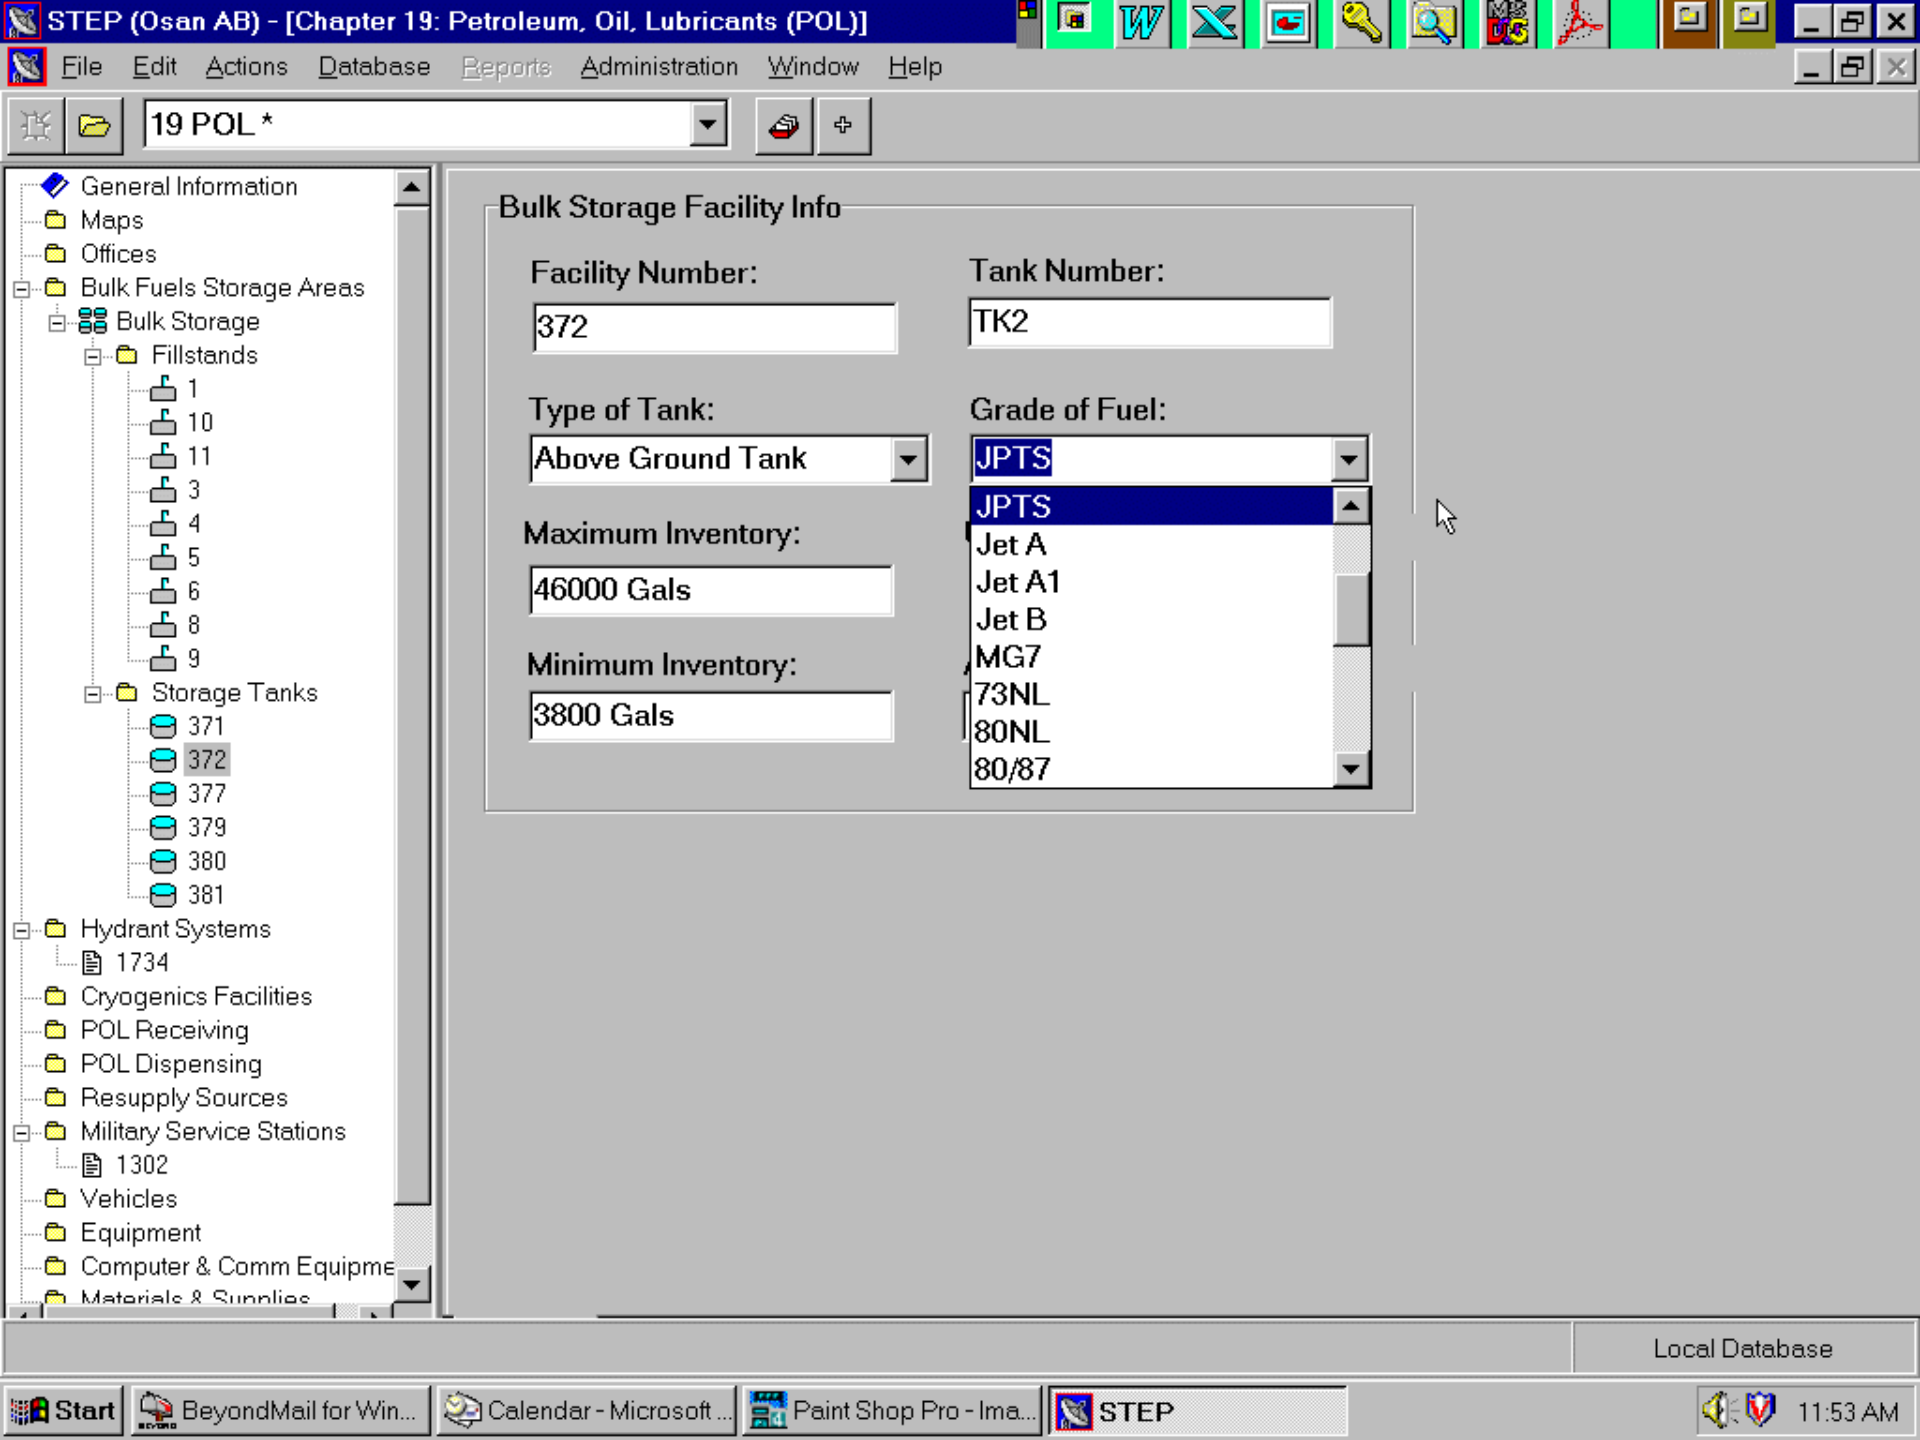 STEP (Osan AB) - [Chapter 19: Petroleum, Oil, Lubricants (POL)]
File Edit Actions Database Reports Administration Window Help
19 POL *
General Information
Maps
Offices
Bulk Fuels Storage Areas
Bulk Storage
Fillstands
1
10
11
3
4
5
6
8
9
Storage Tanks
371
372
377
379
380
381
Hydrant Systems
1734
Cryogenics Facilities
POL Receiving
POL Dispensing
Resupply Sources
Military Service Stations
1302
Vehicles
Equipment
Computer & Comm Equipme
Materials & Supplies
Bulk Storage Facility Info
Facility Number:
372
Tank Number:
TK2
Type of Tank:
Above Ground Tank
Grade of Fuel:
JPTS
JPTS
Jet A
Jet A1
Jet B
MG7
73NL
80NL
80/87
Maximum Inventory:
46000 Gals
Minimum Inventory:
3800 Gals
Local Database
Start
BeyondMail for Win...
Calendar - Microsoft ...
Paint Shop Pro - Ima...
STEP
11:53 AM